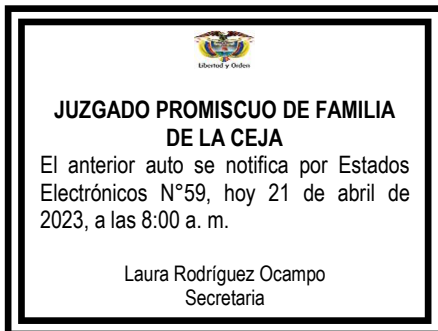 Libertad y Orden
JUZGADO PROMISCUO DE FAMILIA
DE LA CEJA
El anterior auto se notifica por Estados
Electrónicos N°59, hoy 21 de abril de
2023, a las 8:00 a. m.
Laura Rodríguez Ocampo
Secretaria